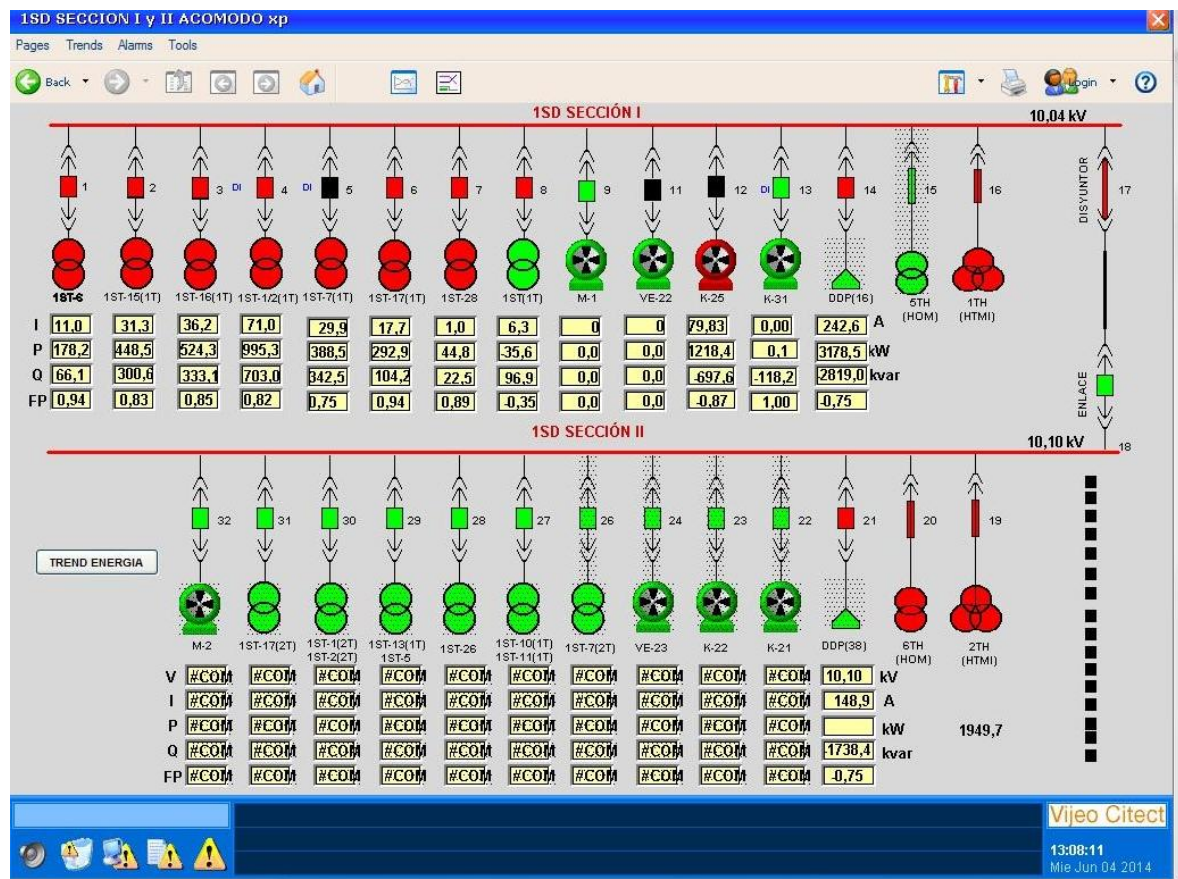 1SD SECCION I y II ACOMODO xp
Pages Trends Alarms Tools
Back Login
1SD SECCIÓN I 10,04 kV
1 2 3 DI 4 DI 5 6 7 8 9 11 12 DI 13 14 15 16 DISYUNTOR 17
1ST-6 1ST-15(1T) 1ST-16(1T) 1ST-1/2(1T) 1ST-7(1T) 1ST-17(1T) 1ST-28 1ST(1T) M-1 VE-22 K-25 K-31 DDP(16) 5TH 1TH
(HOM) (HTMI)
I 11,0 31,3 36,2 71,0 29,9 17,7 1,0 6,3 0 0 79,83 0,00 242,6 A
P 178,2 448,5 524,3 995,3 388,5 292,9 44,8 -35,6 0,0 0,0 1218,4 0,1 3178,5 kW
Q 66,1 300,6 333,1 703,0 342,5 104,2 22,5 96,9 0,0 0,0 -697,6 -118,2 -2819,0 kvar
FP 0,94 0,83 0,85 0,82 0,75 0,94 0,89 -0,35 0,0 0,0 -0,87 1,00 -0,75
ENLACE
1SD SECCIÓN II
10,10 kV 18
32 31 30 29 28 27 26 24 23 22 21 20 19
TREND ENERGIA
M-2 1ST-17(2T) 1ST-1(2T) 1ST-13(1T) 1ST-26 1ST-10(1T) 1ST-7(2T) VE-23 K-22 K-21 DDP(38) 6TH 2TH
1ST-2(2T) 1ST-5 1ST-11(1T) (HOM) (HTMI)
V #COM #COM #COM #COM #COM #COM #COM #COM #COM #COM 10,10 kV
I #COM #COM #COM #COM #COM #COM #COM #COM #COM #COM 148,9 A
P #COM #COM #COM #COM #COM #COM #COM #COM #COM #COM kW 1949,7
Q #COM #COM #COM #COM #COM #COM #COM #COM #COM #COM -1738,4 kvar
FP #COM #COM #COM #COM #COM #COM #COM #COM #COM #COM -0,75
Vijeo Citect
13:08:11
Mie Jun 04 2014